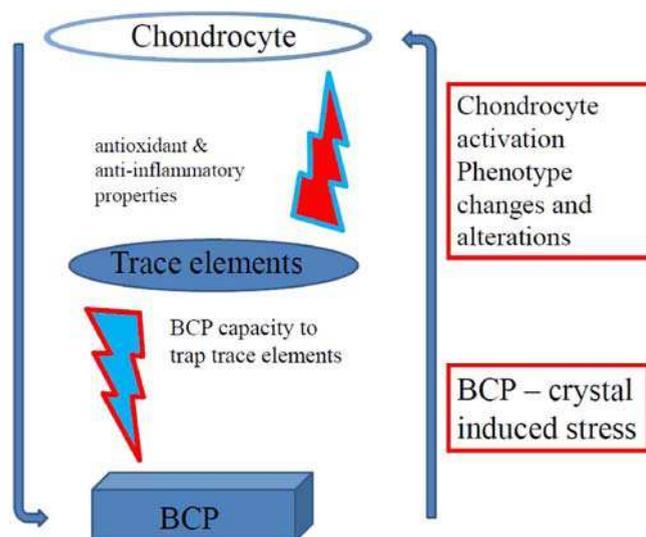 Chondrocyte
antioxidant &
anti-inflammatory
properties
Trace elements
BCP capacity to
trap trace elements
BCP
Chondrocyte
activation
Phenotype
changes and
alterations
BCP – crystal
induced stress